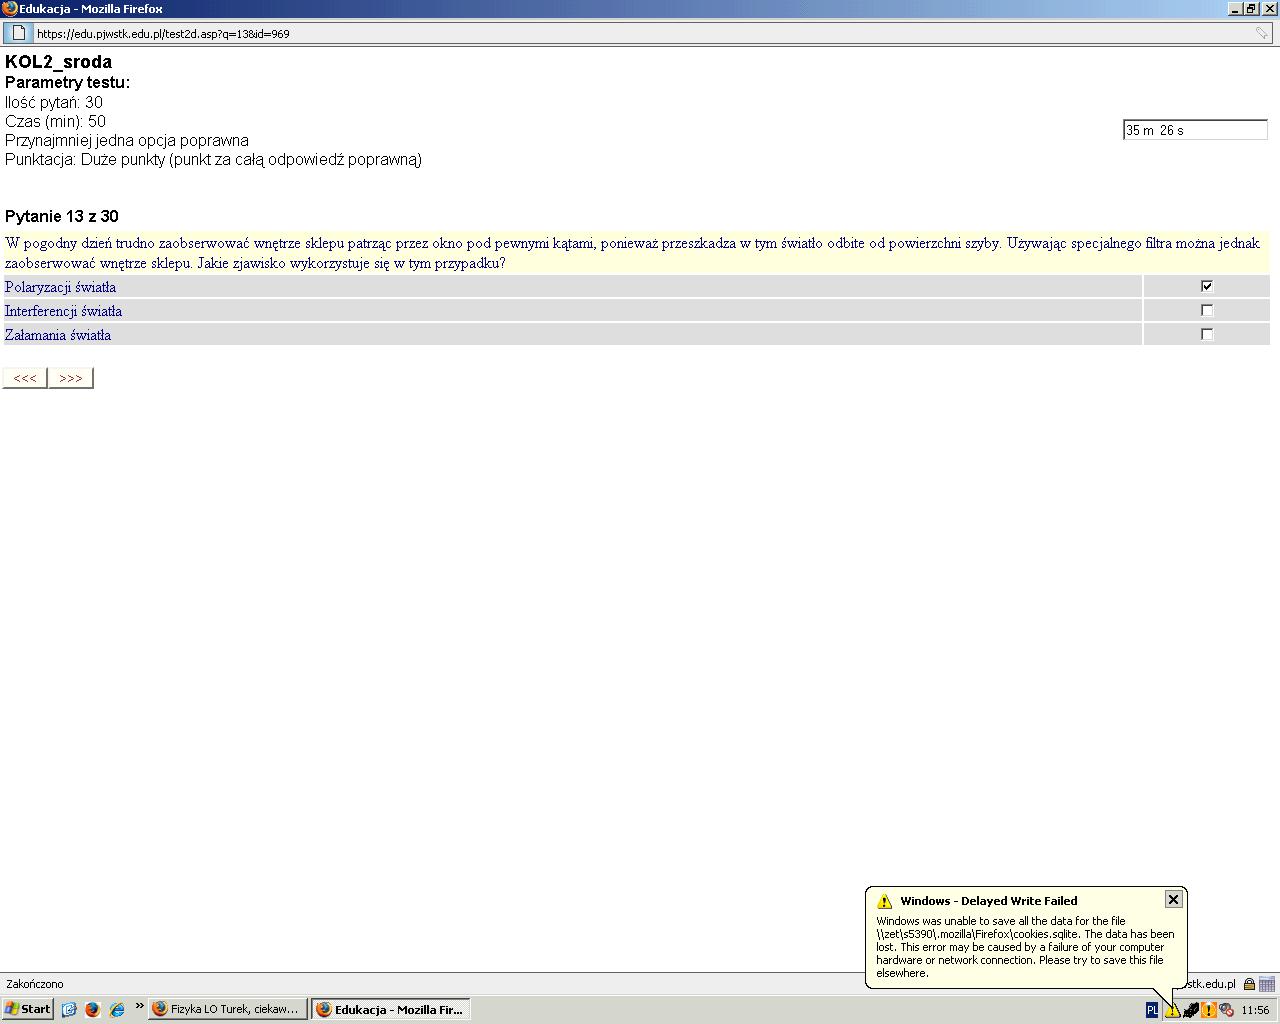 Edukacja - Mozilla Firefox
https://edu.pjwstk.edu.pl/test2d.asp?q=13&id=969
KOL2_sroda
Parametry testu:
Ilość pytań: 30
Czas (min): 50
Przynajmniej jedna opcja poprawna
35 m 26 s
Punktacja: Duże punkty (punkt za całą odpowiedź poprawną)
Pytanie 13 z 30
W pogodny dzień trudno zaobserwować wnętrze sklepu patrząc przez okno pod pewnymi kątami, ponieważ przeszkadza w tym światło odbite od powierzchni szyby. Używając specjalnego filtra można jednak
zaobserwować wnętrze sklepu. Jakie zjawisko wykorzystuje się w tym przypadku?
Polaryzacji światła
Interferencji światła
Załamania światła
<<< >>>
Windows - Delayed Write Failed
Windows was unable to save all the data for the file
\\zet\s5390\.mozilla\Firefox\cookies.sqlite. The data has been
lost. This error may be caused by a failure of your computer
hardware or network connection. Please try to save this file
elsewhere.
Zakończono
wstk.edu.pl
Start » Fizyka LO Turek, ciekaw... Edukacja - Mozilla Fir... PL 11:56